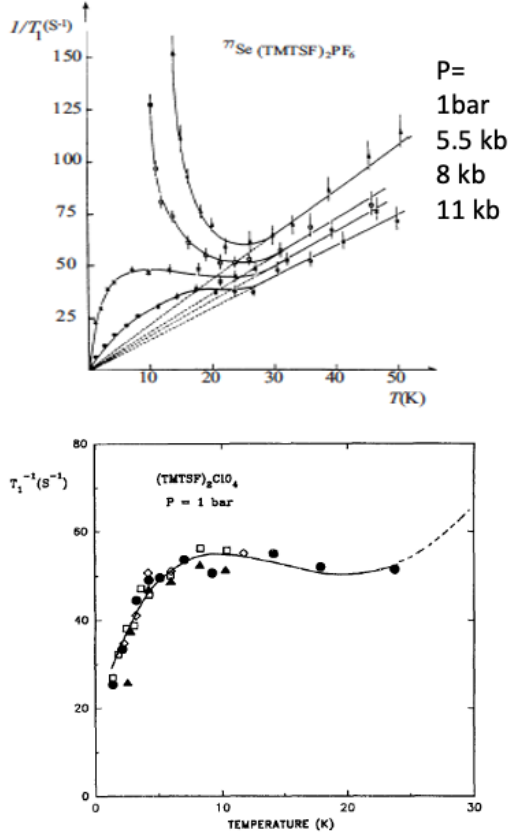 1/T₁(S⁻¹)
⁷⁷Se (TMTSF)₂PF₆
150
125
100
75
50
25
10
20
30
40
50
T(K)
P=
1bar
5.5 kb
8 kb
11 kb
T₁⁻¹(S⁻¹)
(TMTSF)₂ClO₄
P = 1 bar
80
60
40
20
0
0
10
20
30
TEMPERATURE (K)